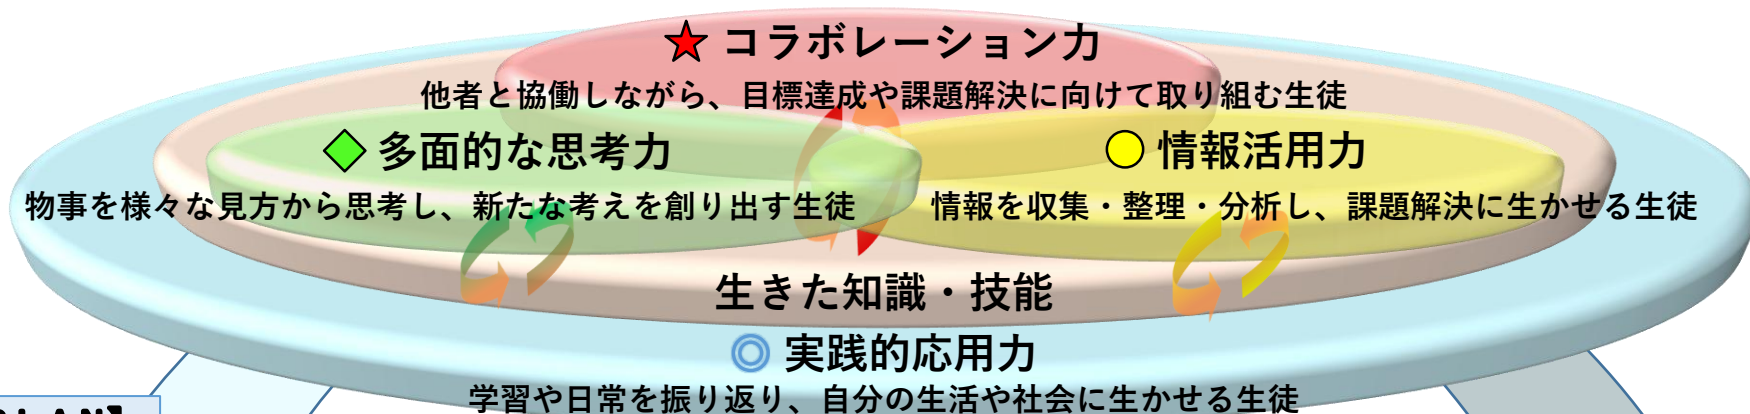 ★ コラボレーション力
他者と協働しながら、目標達成や課題解決に向けて取り組む生徒
◆ 多面的な思考力
物事を様々な見方から思考し、新たな考えを創り出す生徒
● 情報活用力
情報を収集・整理・分析し、課題解決に生かせる生徒
生きた知識・技能
◎ 実践的応用力
学習や日常を振り返り、自分の生活や社会に生かせる生徒